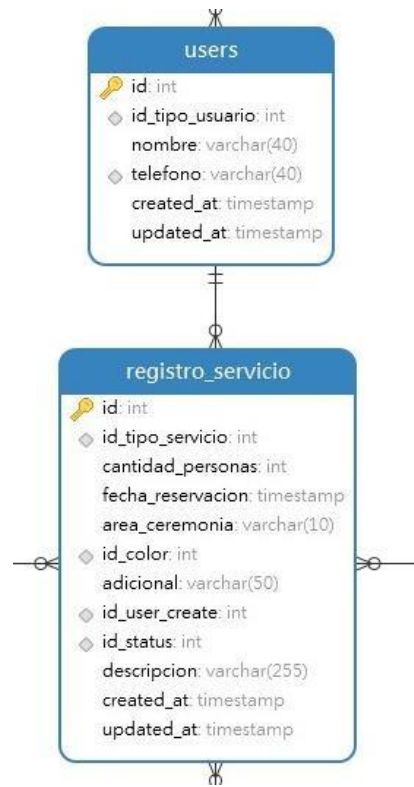 users
id: int
id_tipo_usuario: int
nombre: varchar(40)
telefono: varchar(40)
created_at: timestamp
updated_at: timestamp
registro_servicio
id: int
id_tipo_servicio: int
cantidad_personas: int
fecha_reservacion: timestamp
area_ceremonia: varchar(10)
id_color: int
adicional: varchar(50)
id_user_create: int
id_status: int
descripcion: varchar(255)
created_at: timestamp
updated_at: timestamp